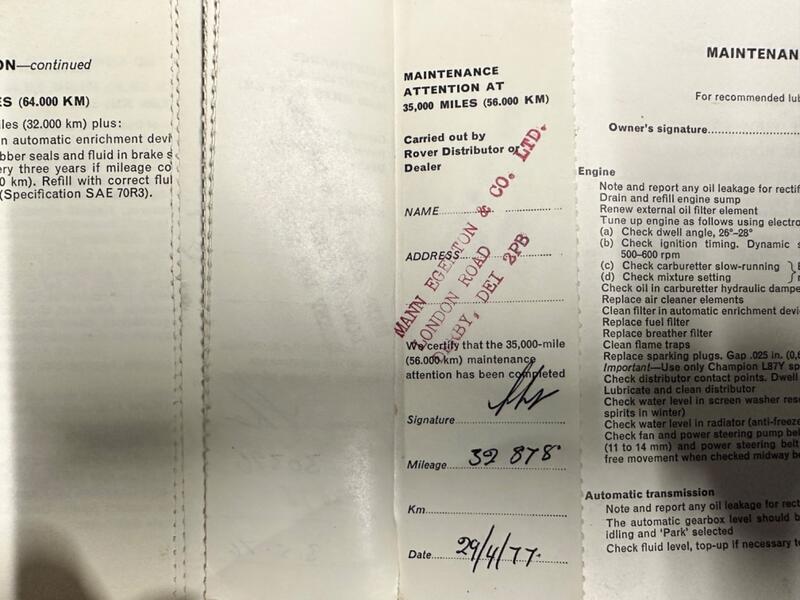 ON—continued
ES (64.000 KM)
iles (32.000 km) plus:
n automatic enrichment devi
bber seals and fluid in brake s
ery three years if mileage co
0 km). Refill with correct flui
(Specification SAE 70R3).
MAINTENANCE
ATTENTION AT
35,000 MILES (56.000 KM)
Carried out by
Rover Distributor or
Dealer
NAME
ADDRESS
MANN EGERTON & CO. LTD.
LONDON ROAD
DERBY, DE1 2PB
We certify that the 35,000-mile
(56.000 km) maintenance
attention has been completed
Signature
Mileage 32 878
Km
Date 29/4/77
MAINTENAN
For recommended lub
Owner's signature
Engine
Note and report any oil leakage for rectif
Drain and refill engine sump
Renew external oil filter element
Tune up engine as follows using electro
(a) Check dwell angle, 26°–28°
(b) Check ignition timing. Dynamic s
500–600 rpm
(c) Check carburetter slow-running
(d) Check mixture setting
Check oil in carburetter hydraulic dampe
Replace air cleaner elements
Clean filter in automatic enrichment devi
Replace fuel filter
Replace breather filter
Clean flame traps
Replace sparking plugs. Gap .025 in. (0,6
Important—Use only Champion L87Y sp
Check distributor contact points. Dwell
Lubricate and clean distributor
Check water level in screen washer rese
spirits in winter)
Check water level in radiator (anti-freeze
Check fan and power steering pump bel
(11 to 14 mm) and power steering belt
free movement when checked midway be
Automatic transmission
Note and report any oil leakage for rect
The automatic gearbox level should b
idling and 'Park' selected
Check fluid level, top-up if necessary to